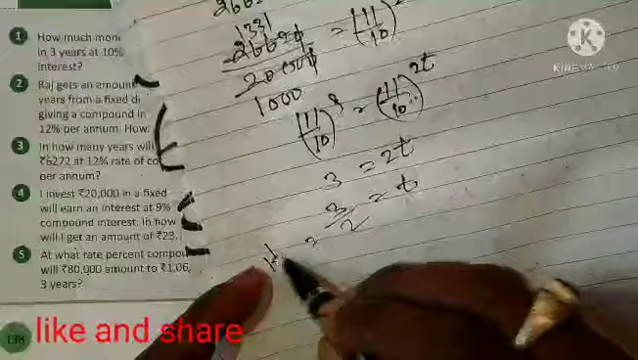 1 How much mon
in 3 years at 10%
interest?
2 Raj gets an amount
years from a fixed d
giving a compound in
12% per annum. How
3 In how many years will
₹6272 at 12% rate of co
per annum?
4 I invest ₹20,000 in a fixed
will earn an interest at 9%
compound interest. In how
will I get an amount of ₹23,
5 At what rate percent compou
will ₹80,000 amount to ₹1,06,
3 years?
138
1331
= (11/10)
1000
(11/10)³ = (11/10)^2t
3 = 2t
3/2 = t
KINEMASTER
like and share